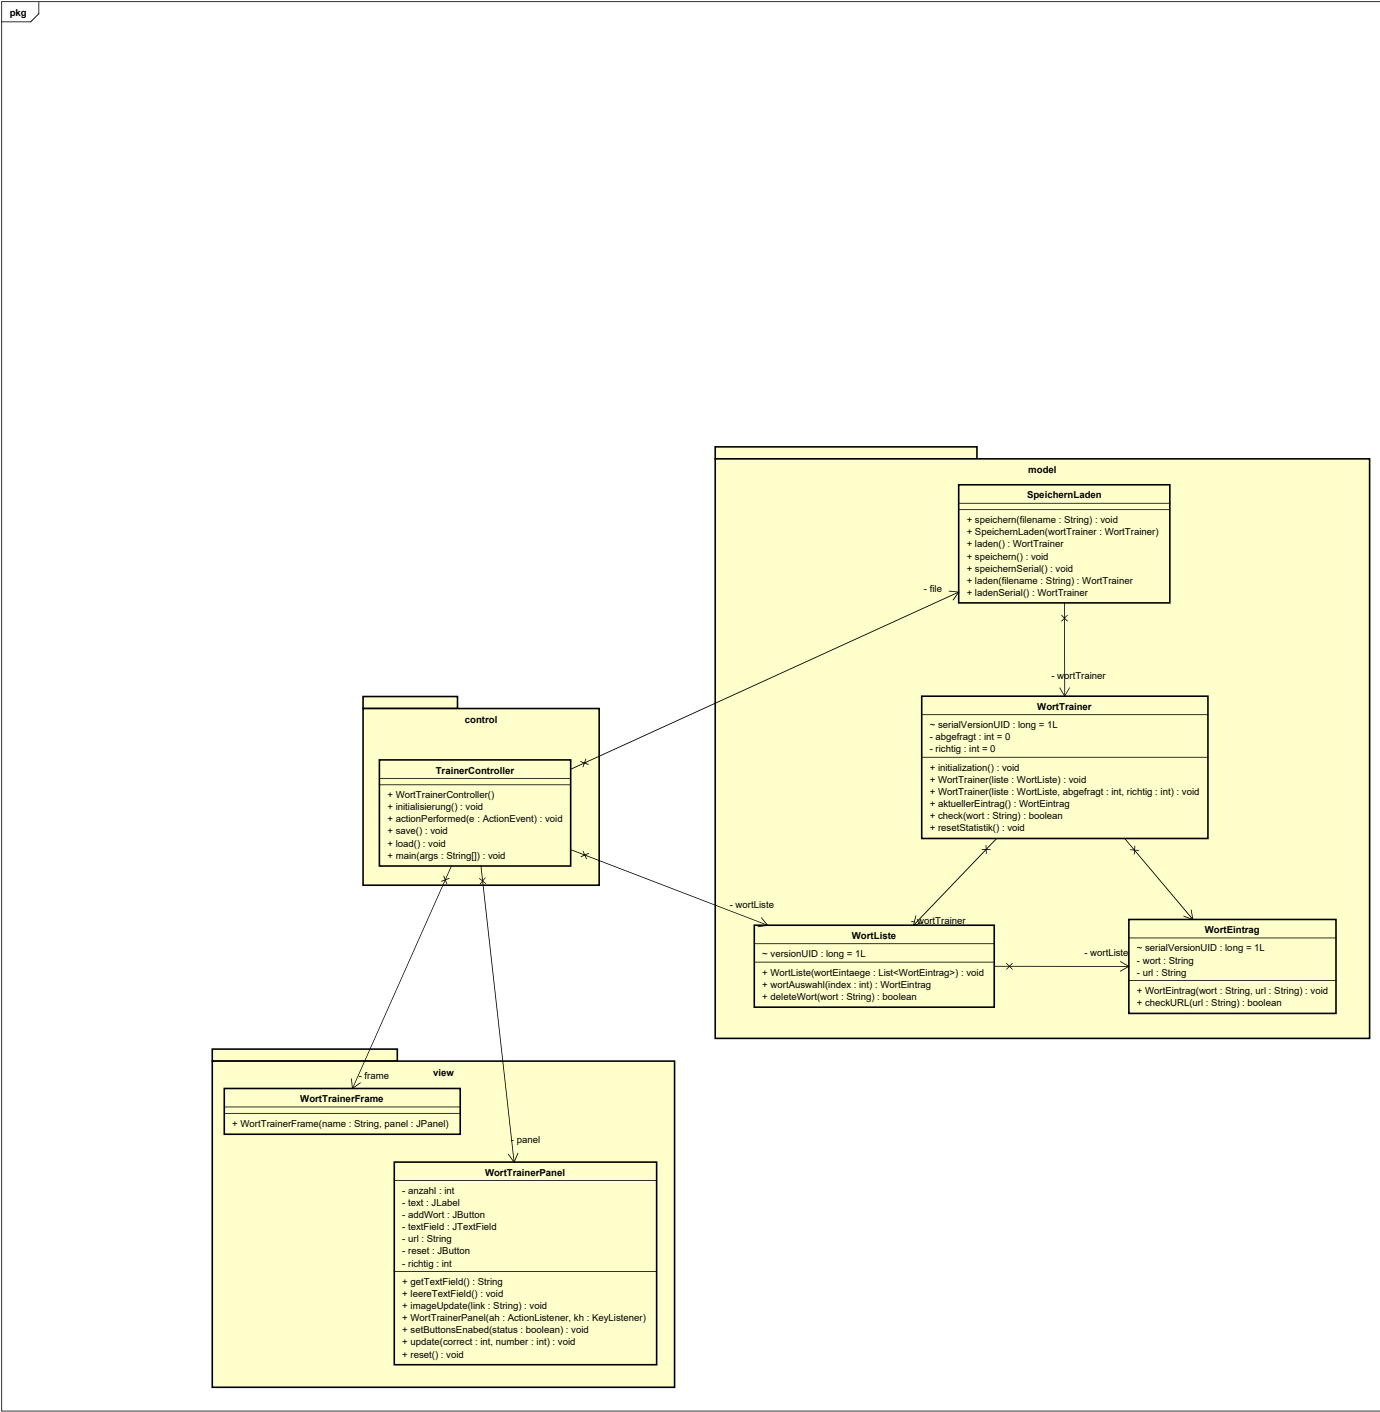 pkg
model
SpeichernLaden
+ speichern(filename : String) : void
+ SpeichernLaden(wortTrainer : WortTrainer)
+ laden() : WortTrainer
+ speichern() : void
+ speichernSerial() : void
+ laden(filename : String) : WortTrainer
+ ladenSerial() : WortTrainer
- file
- wortTrainer
WortTrainer
~ serialVersionUID : long = 1L
- abgefragt : int = 0
- richtig : int = 0
+ initialization() : void
+ WortTrainer(liste : WortListe) : void
+ WortTrainer(liste : WortListe, abgefragt : int, richtig : int) : void
+ aktuellerEintrag() : WortEintrag
+ check(wort : String) : boolean
+ resetStatistik() : void
control
TrainerController
+ WortTrainerController()
+ initialisierung() : void
+ actionPerformed(e : ActionEvent) : void
+ save() : void
+ load() : void
+ main(args : String[]) : void
- wortListe
- wortTrainer
WortListe
~ versionUID : long = 1L
+ WortListe(wortEintaege : List<WortEintrag>) : void
+ wortAuswahl(index : int) : WortEintrag
+ deleteWort(wort : String) : boolean
- wortListe
WortEintrag
~ serialVersionUID : long = 1L
- wort : String
- url : String
+ WortEintrag(wort : String, url : String) : void
+ checkURL(url : String) : boolean
view
- frame
WortTrainerFrame
+ WortTrainerFrame(name : String, panel : JPanel)
- panel
WortTrainerPanel
- anzahl : int
- text : JLabel
- addWort : JButton
- textField : JTextField
- url : String
- reset : JButton
- richtig : int
+ getTextField() : String
+ leereTextField() : void
+ imageUpdate(link : String) : void
+ WortTrainerPanel(ah : ActionListener, kh : KeyListener)
+ setButtonsEnabed(status : boolean) : void
+ update(correct : int, number : int) : void
+ reset() : void